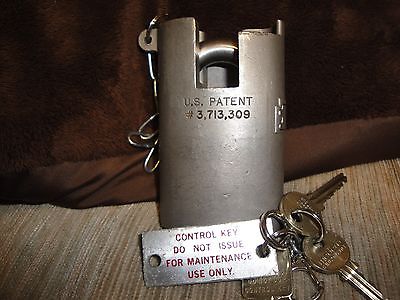 U.S. PATENT
# 3,713,309
CONTROL KEY
DO NOT ISSUE
FOR MAINTENANCE
USE ONLY.